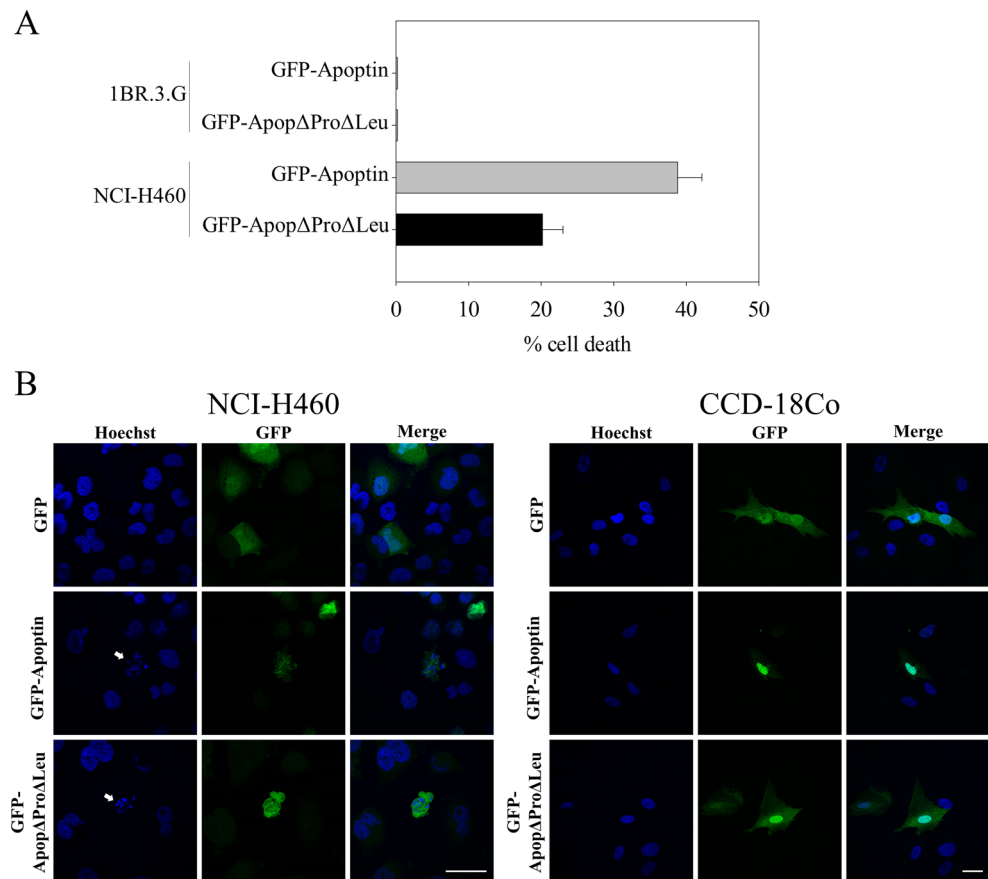 A
1BR.3.G
GFP-Apoptin
GFP-ApopΔProΔLeu
NCI-H460
GFP-Apoptin
GFP-ApopΔProΔLeu
0 10 20 30 40 50
% cell death
B
NCI-H460
CCD-18Co
Hoechst GFP Merge
Hoechst GFP Merge
GFP
GFP-Apoptin
GFP-
ApopΔProΔLeu
GFP
GFP-Apoptin
GFP-
ApopΔProΔLeu